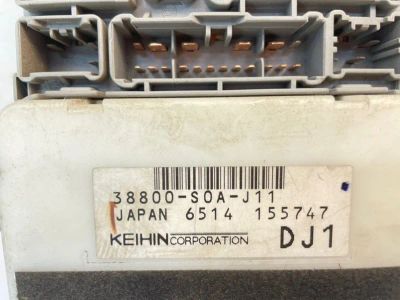 38800-S0A-J11
JAPAN 6514 155747
KEIHIN CORPORATION DJ1